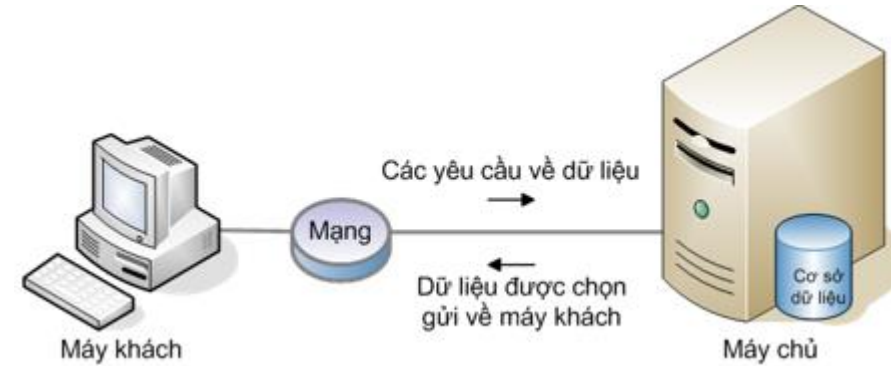 Các yêu cầu về dữ liệu
Mạng
Dữ liệu được chọn
gửi về máy khách
Cơ sở
dữ liệu
Máy khách
Máy chủ